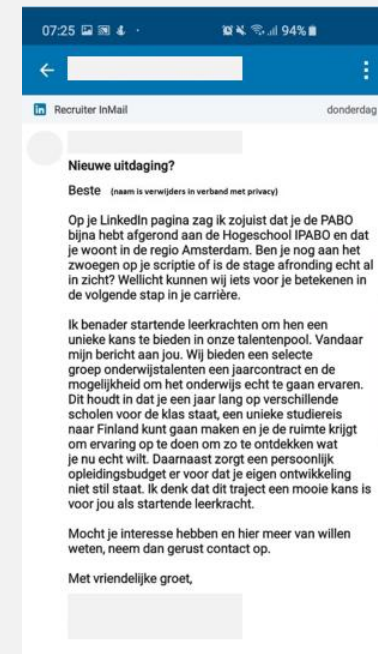 07:25
94%
in Recruiter InMail
donderdag
Nieuwe uitdaging?
Beste (naam is verwijders in verband met privacy)
Op je LinkedIn pagina zag ik zojuist dat je de PABO
bijna hebt afgerond aan de Hogeschool IPABO en dat
je woont in de regio Amsterdam. Ben je nog aan het
zwoegen op je scriptie of is de stage afronding echt al
in zicht? Wellicht kunnen wij iets voor je betekenen in
de volgende stap in je carrière.
Ik benader startende leerkrachten om hen een
unieke kans te bieden in onze talentenpool. Vandaar
mijn bericht aan jou. Wij bieden een selecte
groep onderwijstalenten een jaarcontract en de
mogelijkheid om het onderwijs echt te gaan ervaren.
Dit houdt in dat je een jaar lang op verschillende
scholen voor de klas staat, een unieke studiereis
naar Finland kunt gaan maken en je de ruimte krijgt
om ervaring op te doen om zo te ontdekken wat
je nu echt wilt. Daarnaast zorgt een persoonlijk
opleidingsbudget er voor dat je eigen ontwikkeling
niet stil staat. Ik denk dat dit traject een mooie kans is
voor jou als startende leerkracht.
Mocht je interesse hebben en hier meer van willen
weten, neem dan gerust contact op.
Met vriendelijke groet,